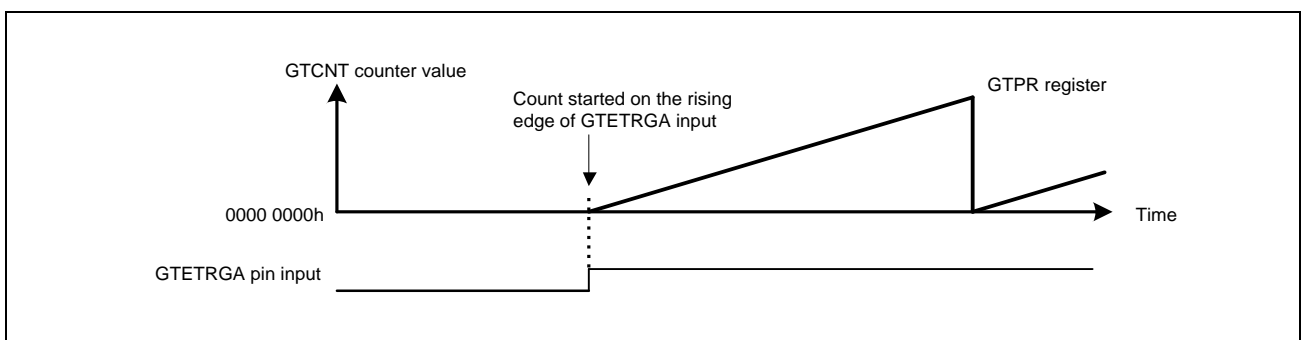 GTCNT counter value
GTPR register
Count started on the rising
edge of GTETRGA input
0000 0000h
Time
GTETRGA pin input